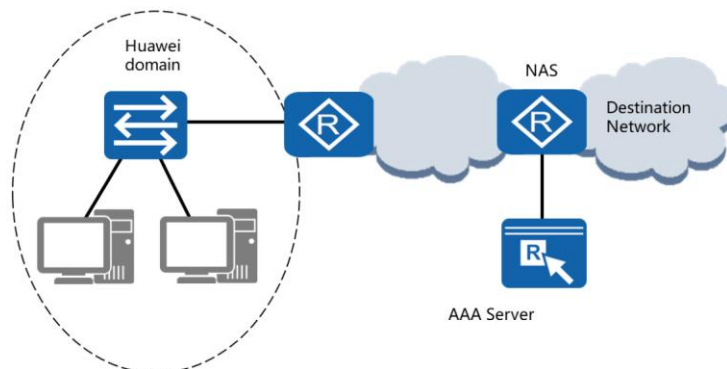 Huawei
domain
R
NAS
R
Destination
Network
R
AAA Server